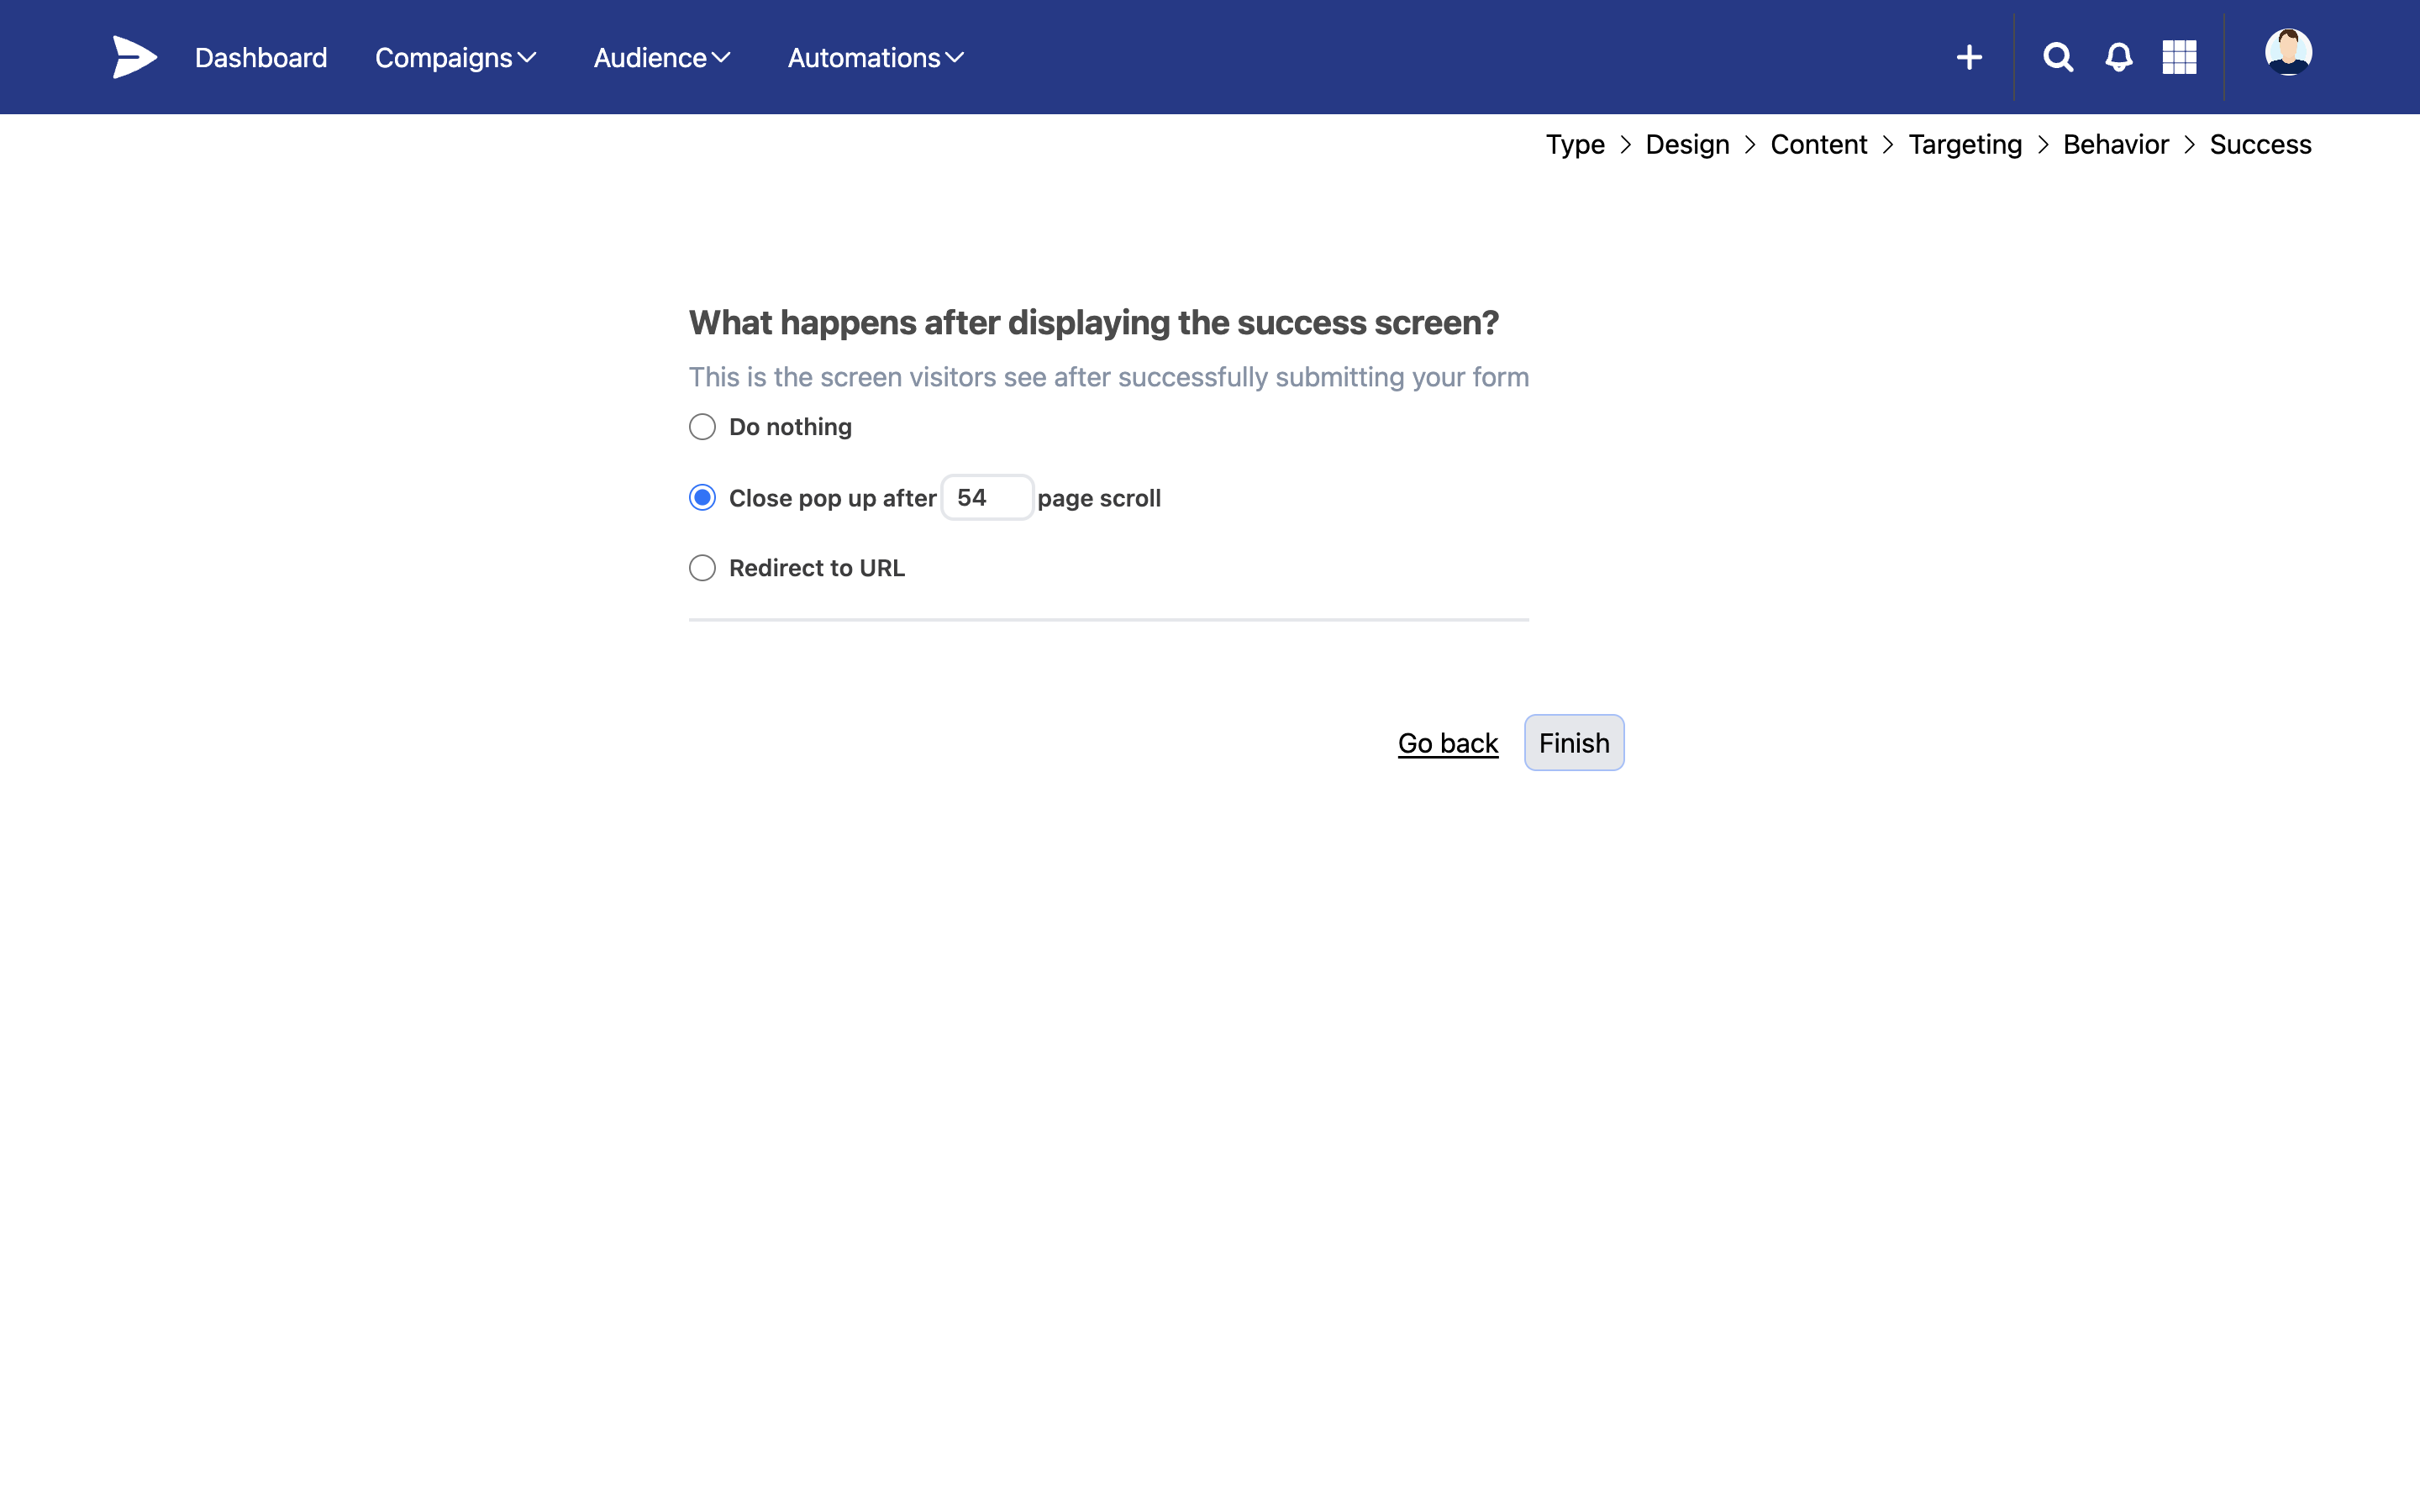 Dashboard Compaigns Audience Automations
Type > Design > Content > Targeting > Behavior > Success
What happens after displaying the success screen?
This is the screen visitors see after successfully submitting your form
Do nothing
Close pop up after 54 page scroll
Redirect to URL
Go back Finish